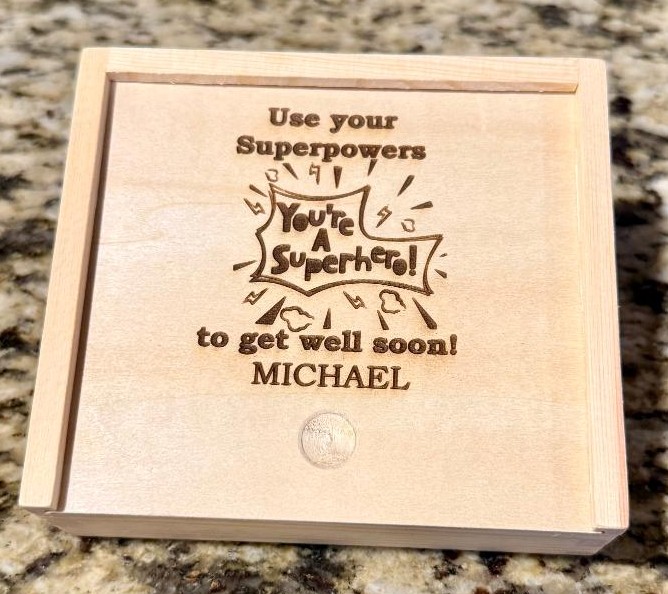 Use your
Superpowers
You're
A
Superhero!
to get well soon!
MICHAEL